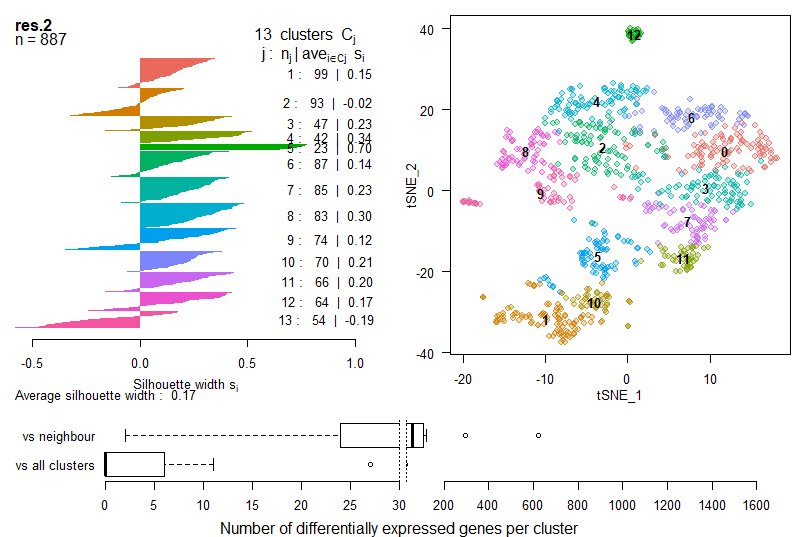 res.2
n = 887
13 clusters Cj
j : nj | avei∈Cj si
1 : 99 | 0.15
2 : 93 | -0.02
3 : 47 | 0.23
4 : 42 | 0.34
5 : 23 | 0.70
6 : 87 | 0.14
7 : 85 | 0.23
8 : 83 | 0.30
9 : 74 | 0.12
10 : 70 | 0.21
11 : 66 | 0.20
12 : 64 | 0.17
13 : 54 | -0.19
-0.5 0.0 0.5 1.0
Silhouette width si
Average silhouette width : 0.17
tSNE_2
40
20
0
-20
-40
12
4
6
2
8
0
9
3
7
5
11
10
1
-20 -10 0 10
tSNE_1
vs neighbour
vs all clusters
0 5 10 15 20 25 30 200 400 600 800 1000 1200 1400 1600
Number of differentially expressed genes per cluster